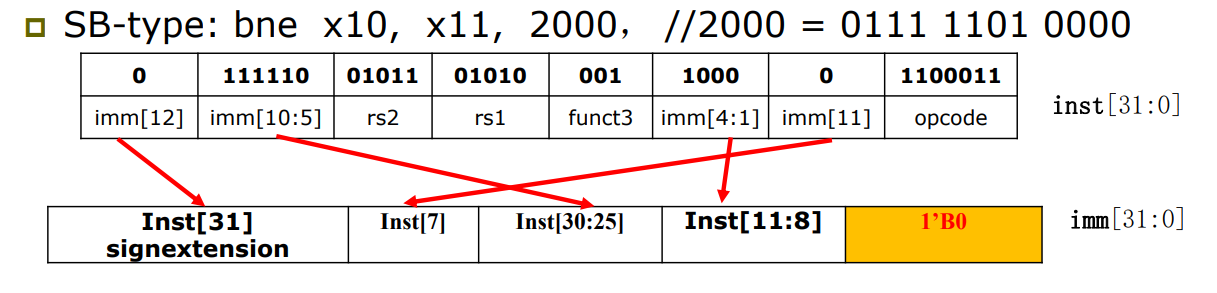 SB-type: bne x10, x11, 2000， //2000 = 0111 1101 0000
0 111110 01011 01010 001 1000 0 1100011
imm[12] imm[10:5] rs2 rs1 funct3 imm[4:1] imm[11] opcode
inst[31:0]
Inst[31] signextension Inst[7] Inst[30:25] Inst[11:8] 1’B0
imm[31:0]